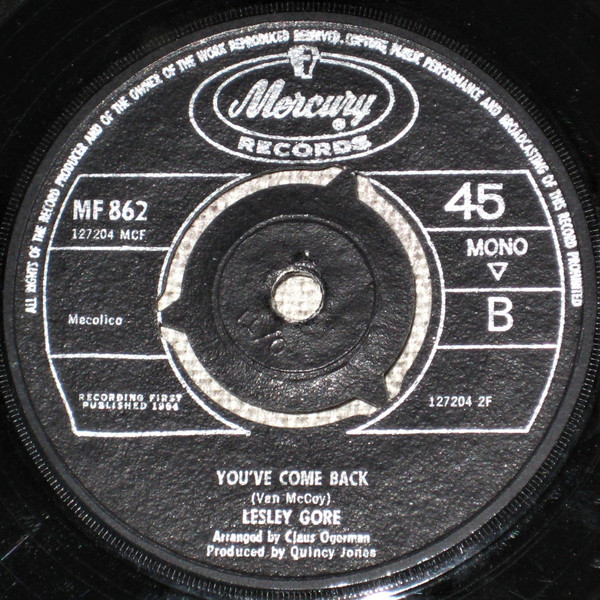 ALL RIGHTS OF THE RECORD PRODUCER AND OF THE OWNER OF THE WORK REPRODUCED RESERVED. COPYING, PUBLIC PERFORMANCE AND BROADCASTING OF THIS RECORD PROHIBITED
Mercury
RECORDS
MF 862
127204 MCF
45
MONO
B
Mecolico
RECORDING FIRST
PUBLISHED 1964
127204 2F
YOU'VE COME BACK
(Van McCoy)
LESLEY GORE
Arranged by Claus Ogerman
Produced by Quincy Jones